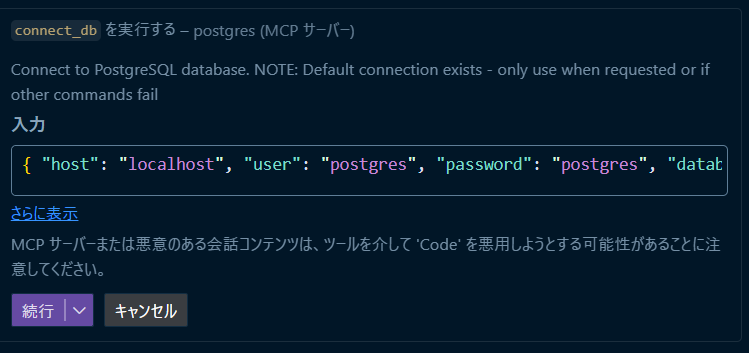 connect_db を実行する – postgres (MCP サーバー)
Connect to PostgreSQL database. NOTE: Default connection exists - only use when requested or if
other commands fail
入力
{ "host": "localhost", "user": "postgres", "password": "postgres", "datab
さらに表示
MCP サーバーまたは悪意のある会話コンテンツは、ツールを介して 'Code' を悪用しようとする可能性があることに注
意してください。
続行
キャンセル